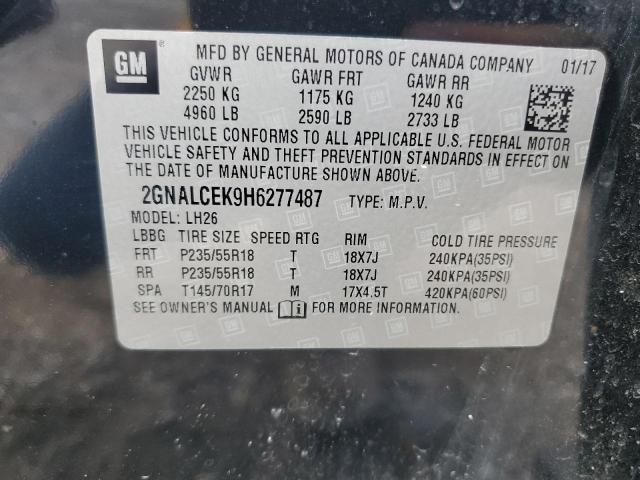 GM
MFD BY GENERAL MOTORS OF CANADA COMPANY 01/17
GVWR GAWR FRT GAWR RR
2250 KG 1175 KG 1240 KG
4960 LB 2590 LB 2733 LB
THIS VEHICLE CONFORMS TO ALL APPLICABLE U.S. FEDERAL MOTOR
VEHICLE SAFETY AND THEFT PREVENTION STANDARDS IN EFFECT ON
THE DATE OF MANUFACTURE SHOWN ABOVE.
2GNALCEK9H6277487 TYPE: M.P.V.
MODEL: LH26
LBBG TIRE SIZE SPEED RTG RIM COLD TIRE PRESSURE
FRT P235/55R18 T 18X7J 240KPA(35PSI)
RR P235/55R18 T 18X7J 240KPA(35PSI)
SPA T145/70R17 M 17X4.5T 420KPA(60PSI)
SEE OWNER'S MANUAL i FOR MORE INFORMATION.